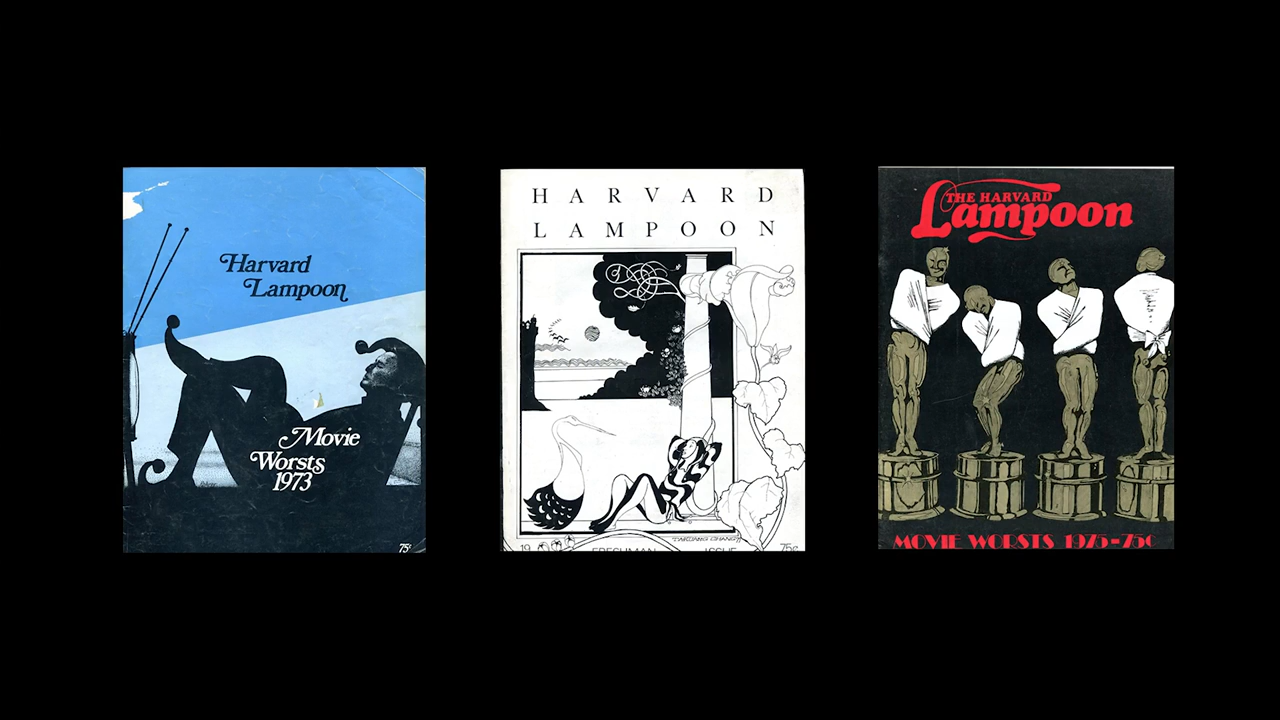 Harvard
Lampoon
Movie
Worsts
1973
75¢
HARVARD
LAMPOON
FRESHMAN ISSUE
75¢
THE HARVARD
Lampoon
MOVIE WORSTS 1975-75¢